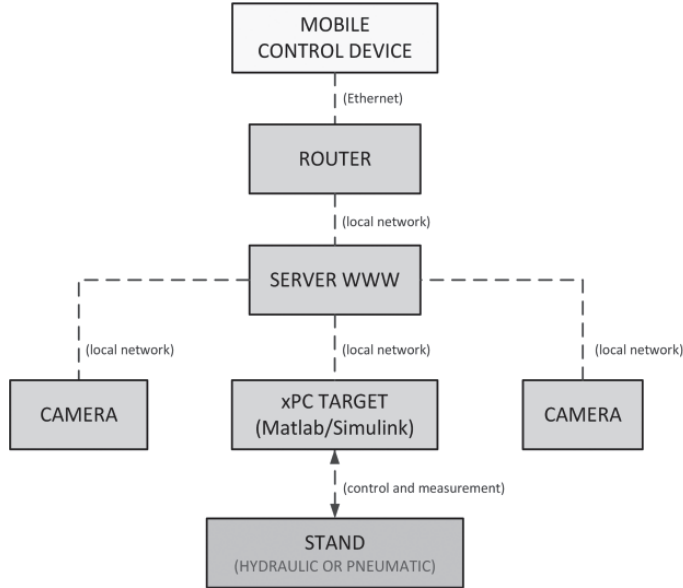 MOBILE
CONTROL DEVICE
(Ethernet)
ROUTER
(local network)
SERVER WWW
(local network)
(local network)
(local network)
CAMERA
xPC TARGET
(Matlab/Simulink)
CAMERA
(control and measurement)
STAND
(HYDRAULIC OR PNEUMATIC)